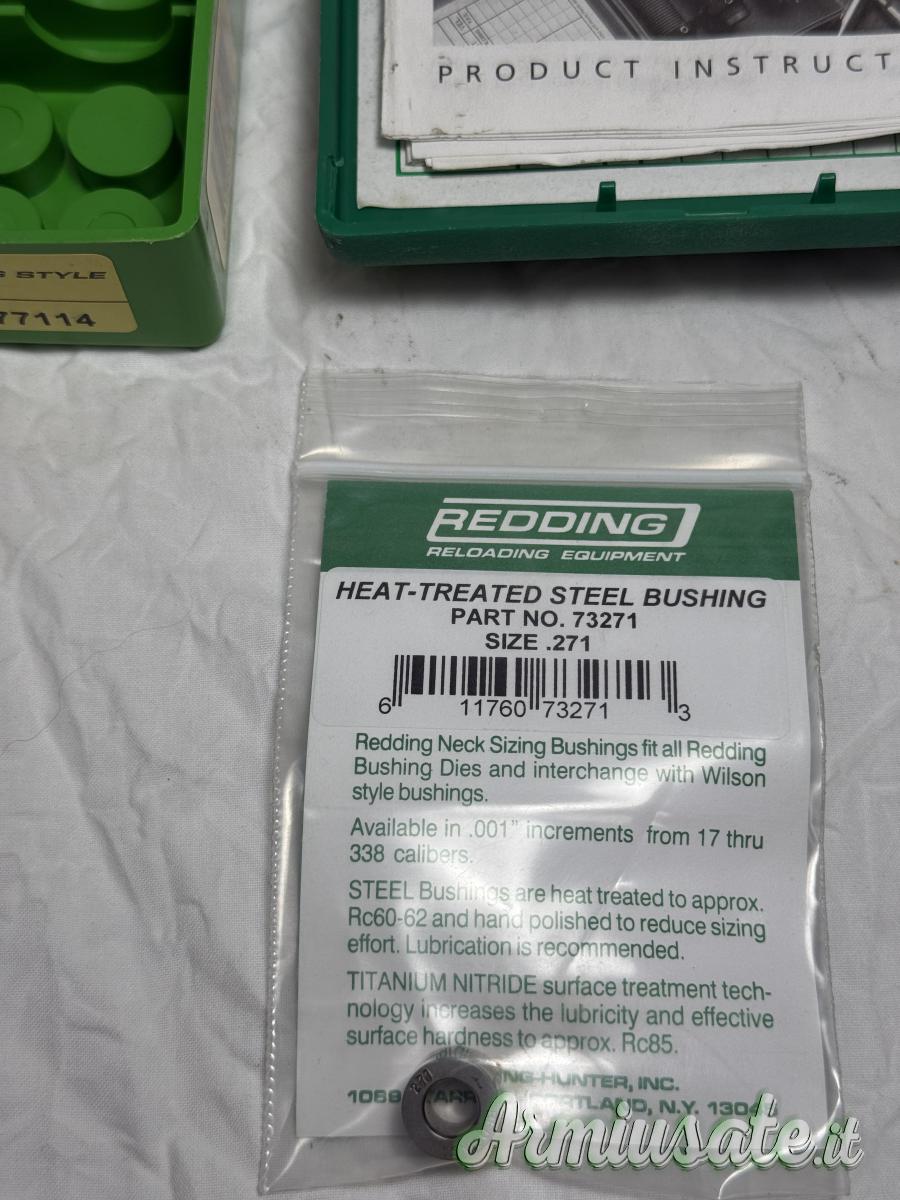 PRODUCT INSTRUCT
STYLE
77114
REDDING
RELOADING EQUIPMENT
HEAT-TREATED STEEL BUSHING
PART NO. 73271
SIZE .271
6 11760 73271 3
Redding Neck Sizing Bushings fit all Redding
Bushing Dies and interchange with Wilson
style bushings.
Available in .001" increments from 17 thru
338 calibers.
STEEL Bushings are heat treated to approx.
Rc60-62 and hand polished to reduce sizing
effort. Lubrication is recommended.
TITANIUM NITRIDE surface treatment tech-
nology increases the lubricity and effective
surface hardness to approx. Rc85.
NG-HUNTER, INC.
N.Y.
Armiusate.it